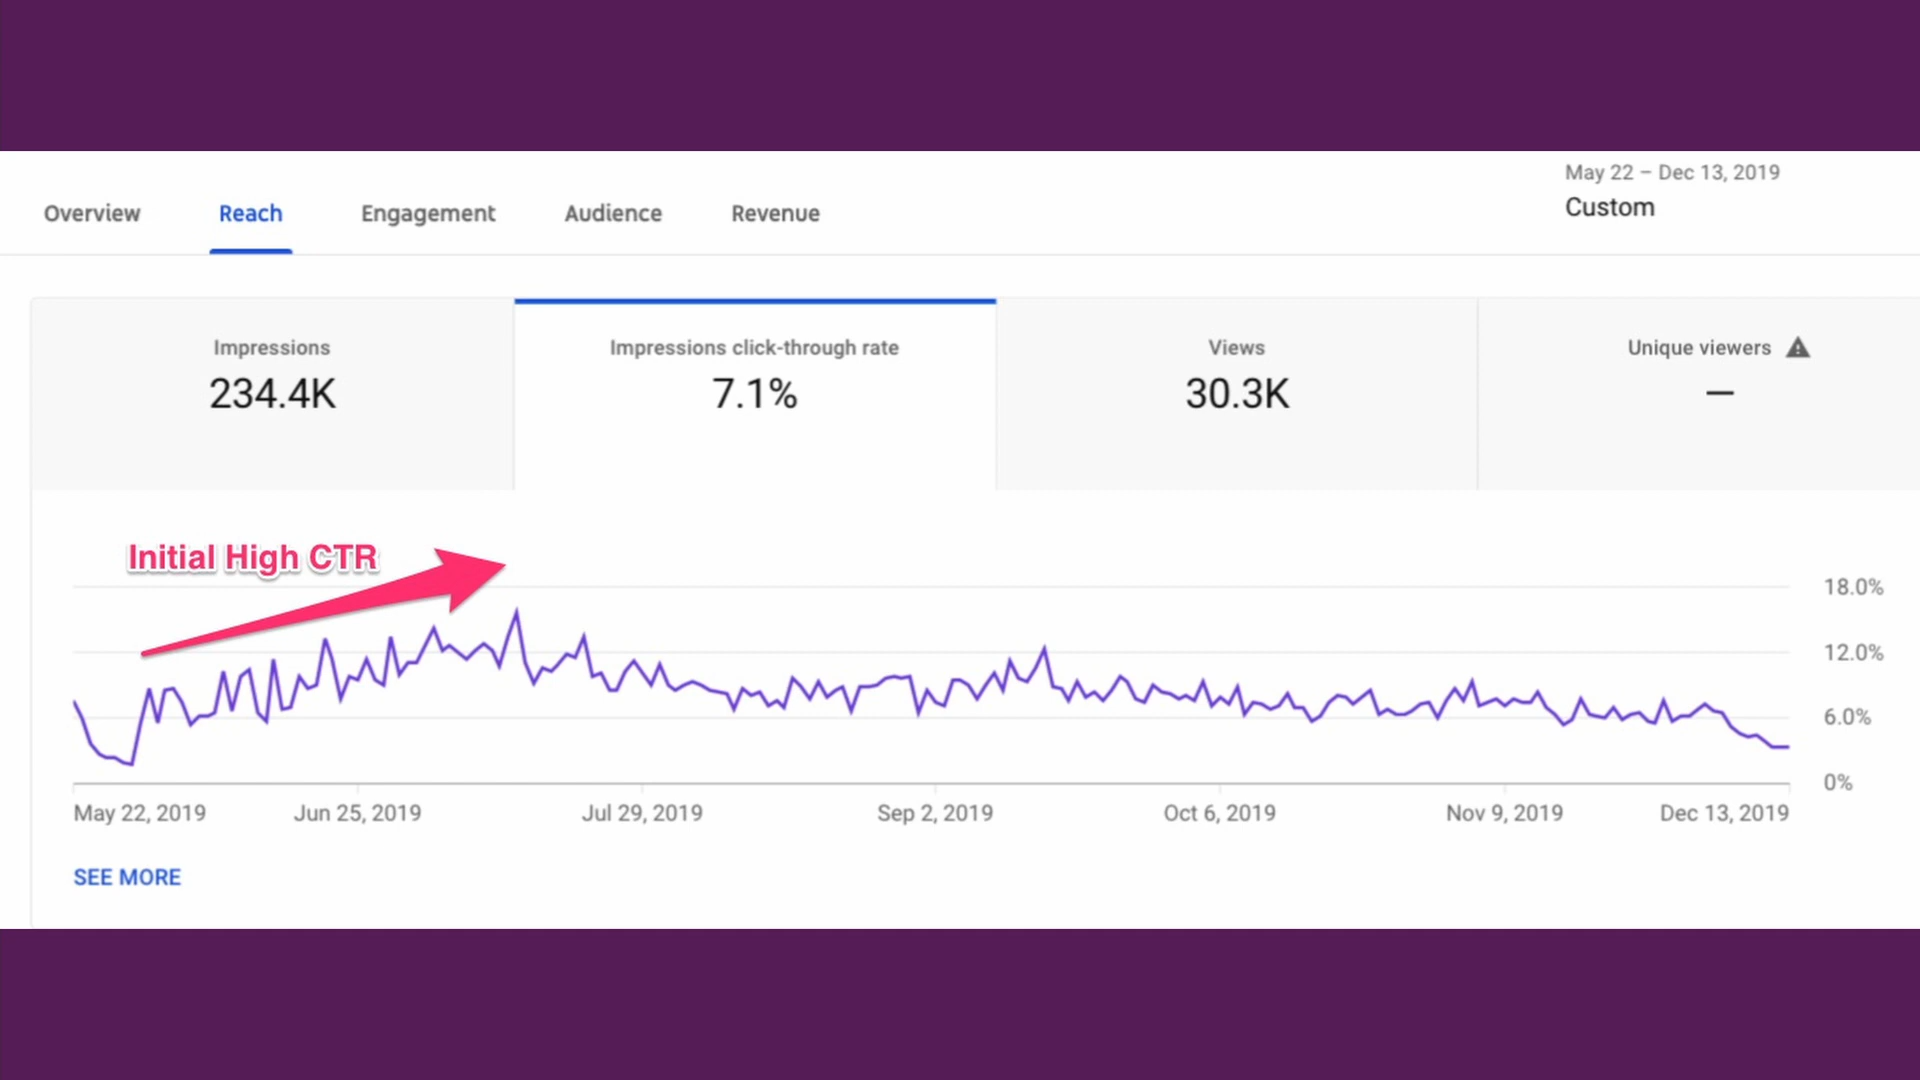 May 22 – Dec 13, 2019
Custom
Overview Reach Engagement Audience Revenue
Impressions Impressions click-through rate Views Unique viewers
234.4K 7.1% 30.3K —
Initial High CTR
18.0%
12.0%
6.0%
0%
May 22, 2019 Jun 25, 2019 Jul 29, 2019 Sep 2, 2019 Oct 6, 2019 Nov 9, 2019 Dec 13, 2019
SEE MORE